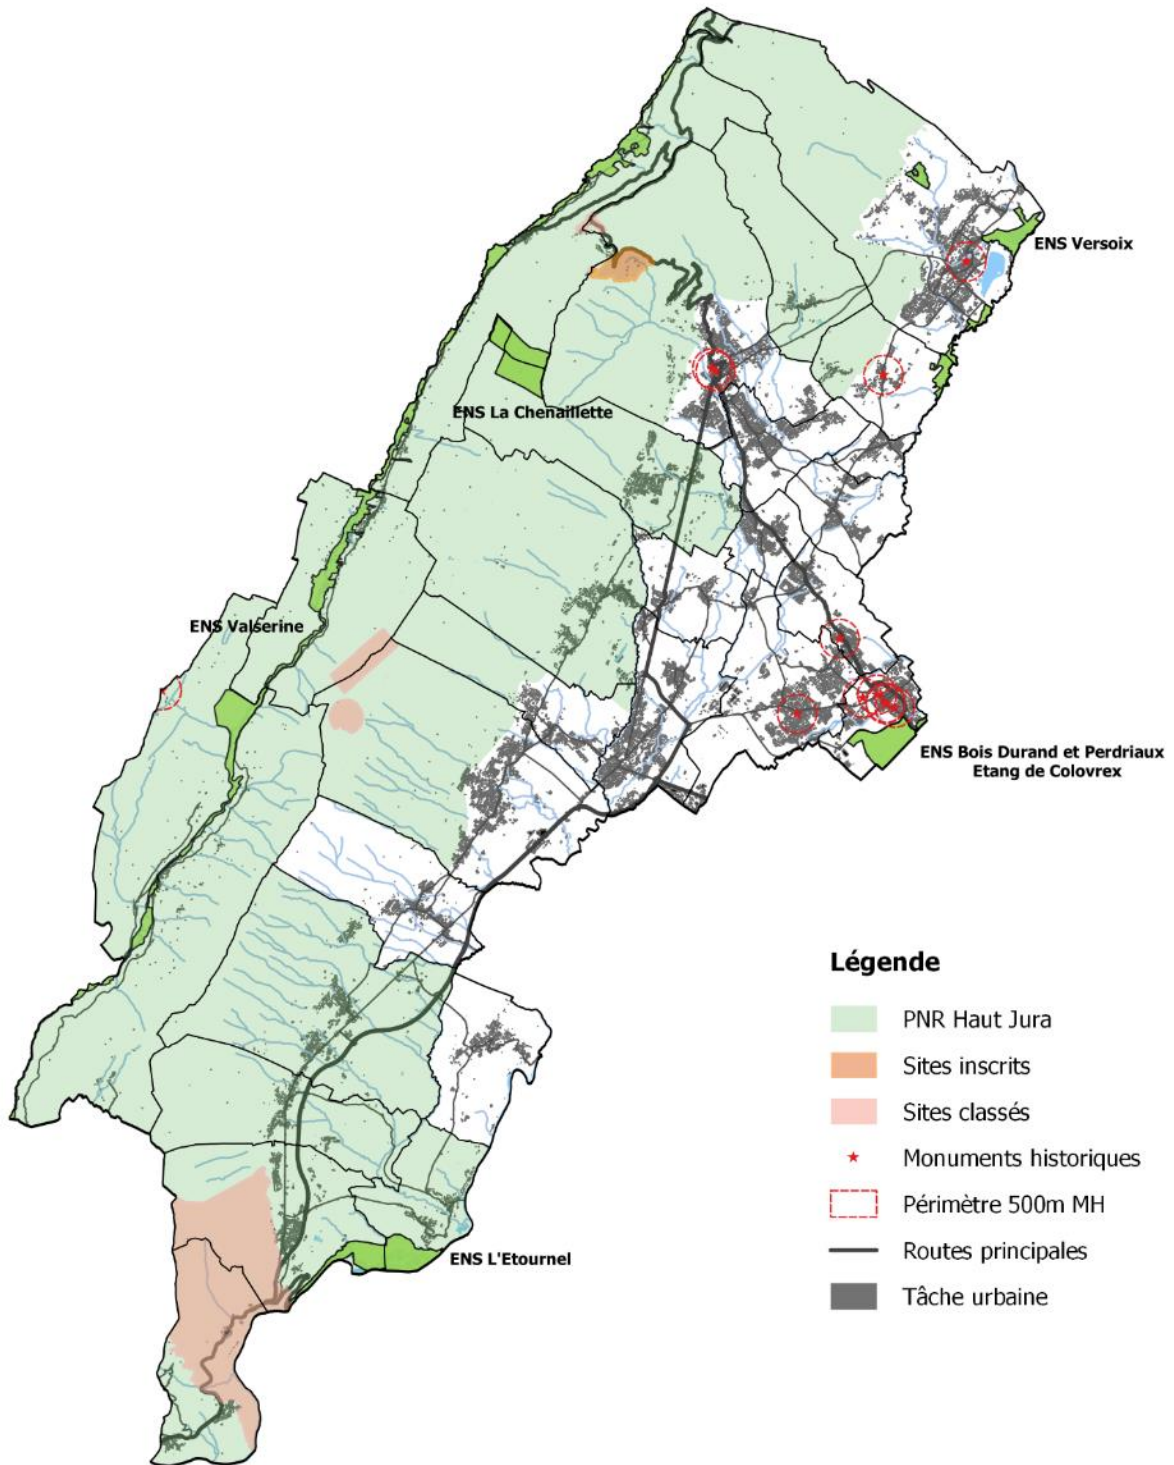 ENS Versoix
ENS La Chenaillette
ENS Valserine
ENS Bois Durand et Perdriaux
Etang de Colovrex
ENS L'Etournel
Légende
PNR Haut Jura
Sites inscrits
Sites classés
Monuments historiques
Périmètre 500m MH
Routes principales
Tâche urbaine